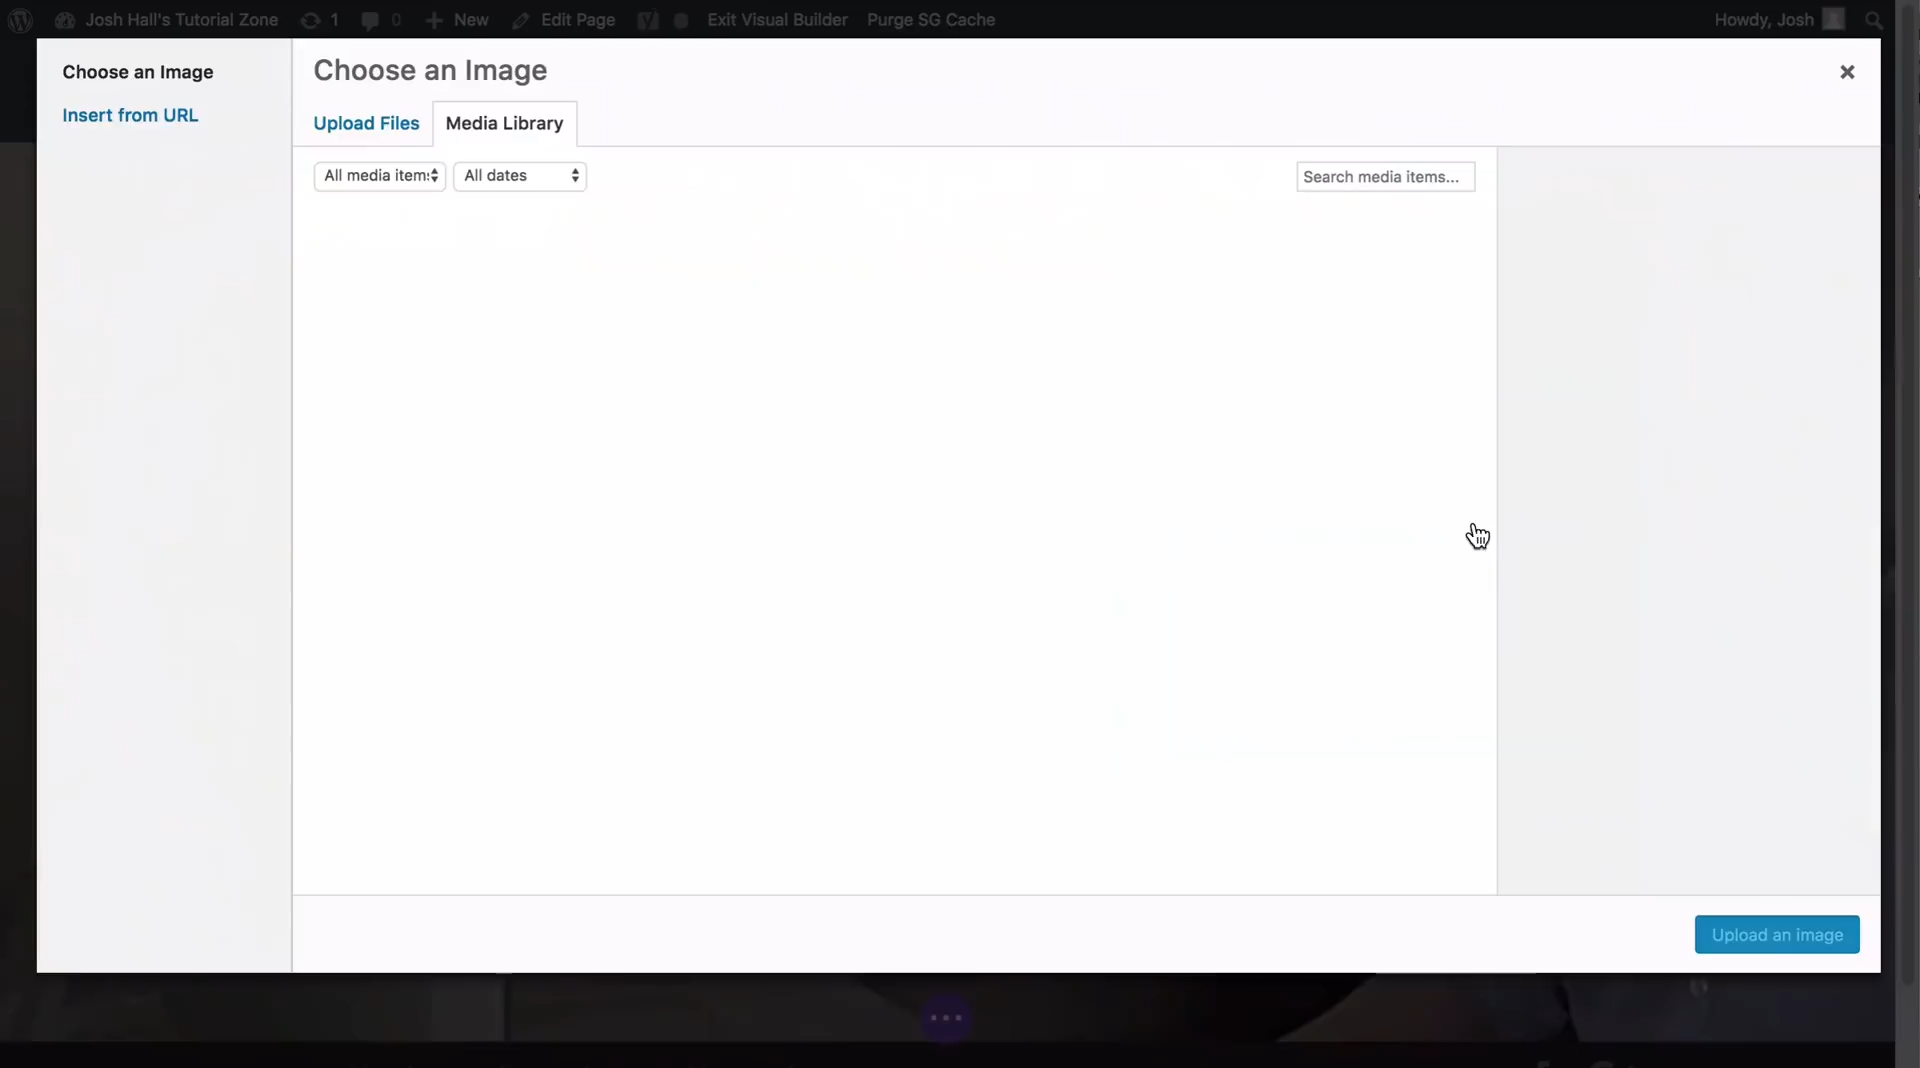 Josh Hall's Tutorial Zone 1 0 New Edit Page Exit Visual Builder Purge SG Cache Howdy, Josh
Choose an Image
Insert from URL
Choose an Image
Upload Files Media Library
All media item All dates Search media items...
Upload an image